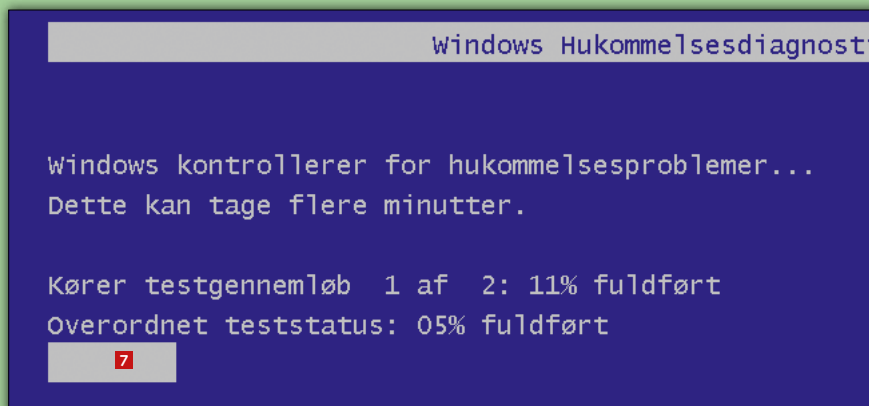 Windows Hukommelsesdiagnosti
Windows kontrollerer for hukommelsesproblemer...
Dette kan tage flere minutter.
Kører testgennemløb  1 af  2: 11% fuldført
Overordnet teststatus: 05% fuldført
7